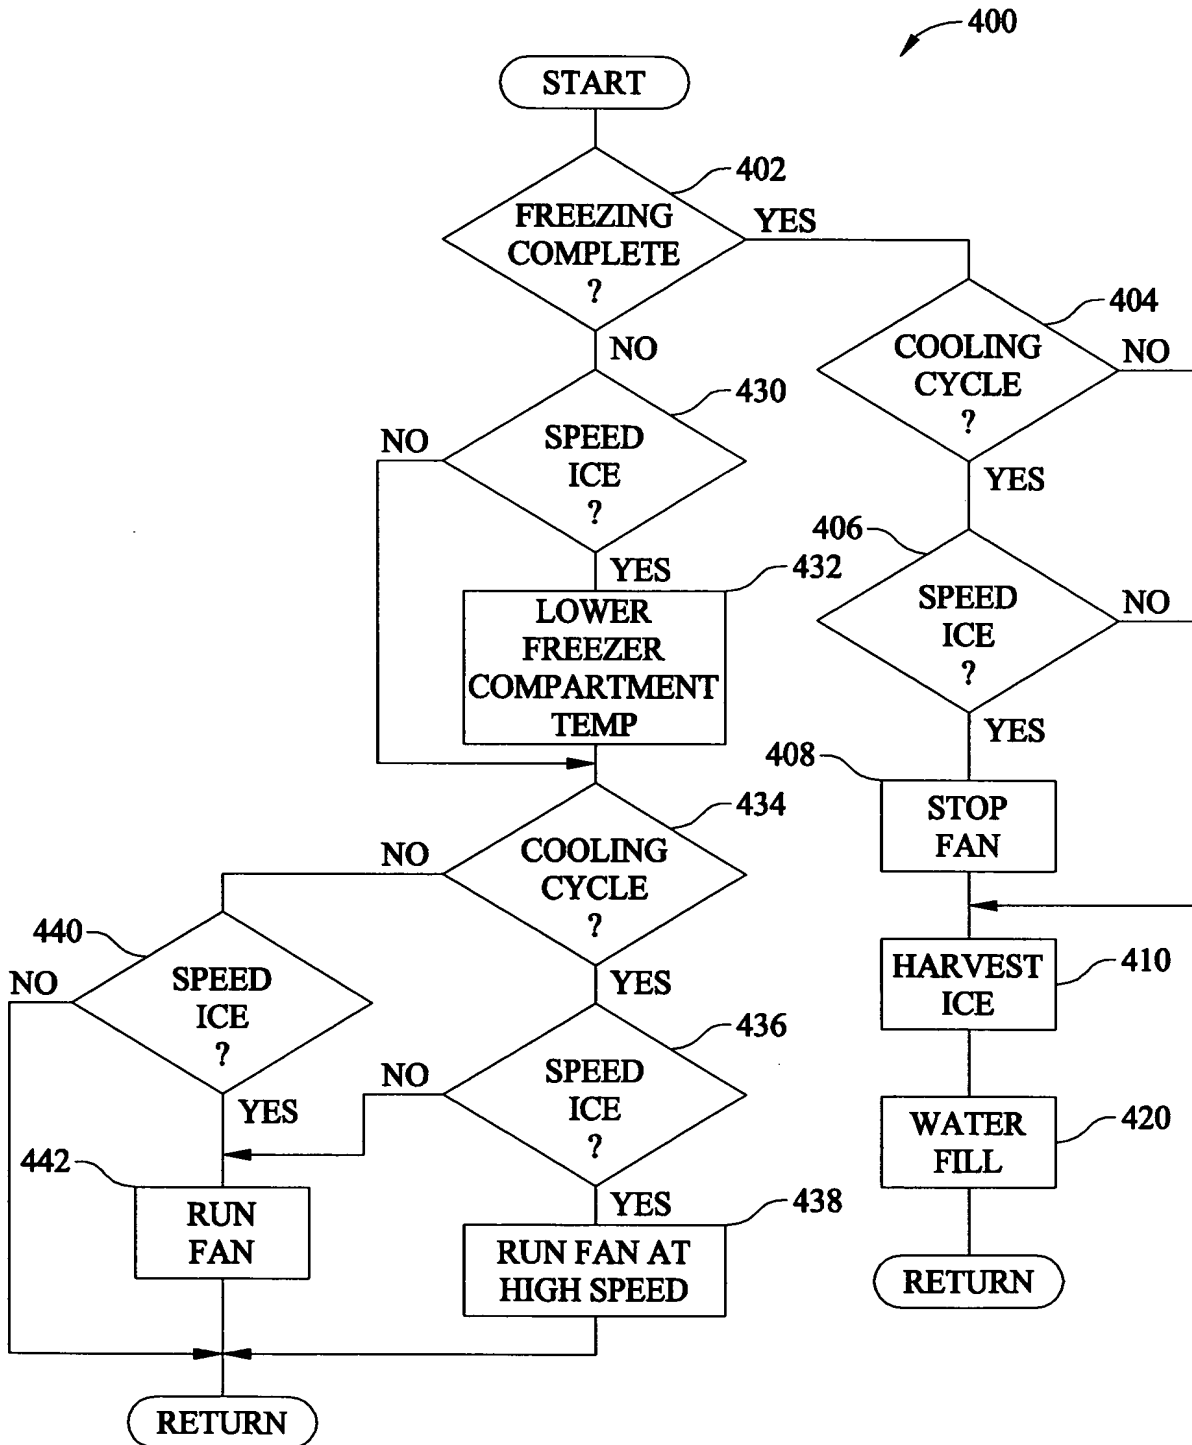 400
START
402
FREEZING
COMPLETE
?
YES
NO
404
COOLING
CYCLE
?
NO
YES
430
SPEED
ICE
?
NO
YES
406
SPEED
ICE
?
NO
YES
432
LOWER
FREEZER
COMPARTMENT
TEMP
408
STOP
FAN
434
COOLING
CYCLE
?
NO
YES
440
SPEED
ICE
?
NO
YES
410
HARVEST
ICE
436
SPEED
ICE
?
NO
YES
420
WATER
FILL
442
RUN
FAN
438
RUN FAN AT
HIGH SPEED
RETURN
RETURN